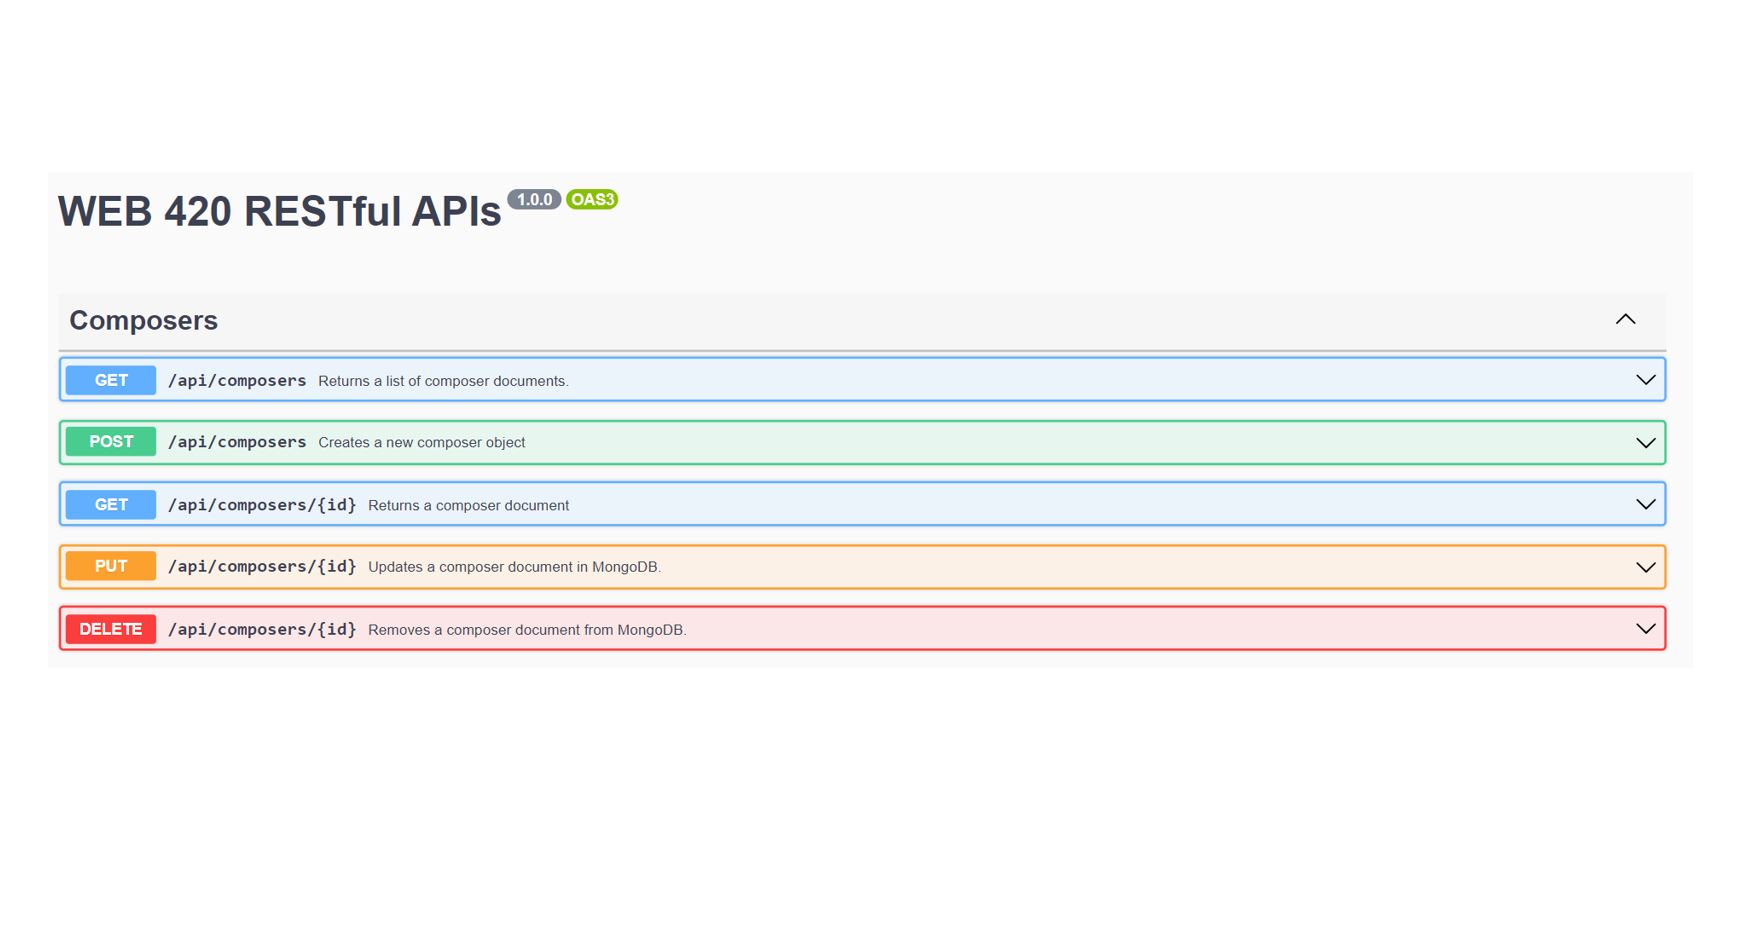 WEB 420 RESTful APIs 1.0.0 OAS3
Composers
GET /api/composers Returns a list of composer documents.
POST /api/composers Creates a new composer object
GET /api/composers/{id} Returns a composer document
PUT /api/composers/{id} Updates a composer document in MongoDB.
DELETE /api/composers/{id} Removes a composer document from MongoDB.